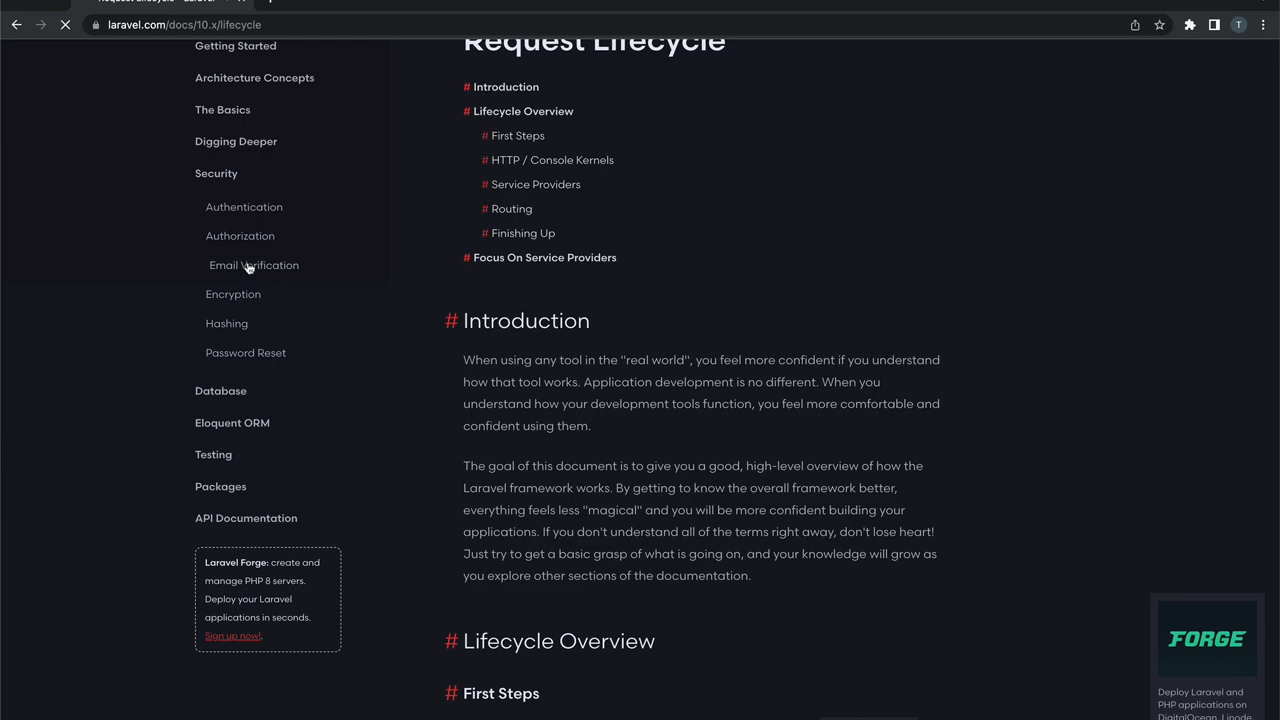 laravel.com/docs/10.x/lifecycle
T
Getting Started
Architecture Concepts
The Basics
Digging Deeper
Security
Authentication
Authorization
Email Verification
Encryption
Hashing
Password Reset
Database
Eloquent ORM
Testing
Packages
API Documentation
Laravel Forge: create and
manage PHP 8 servers.
Deploy your Laravel
applications in seconds.
Sign up now!.
Request Lifecycle
# Introduction
# Lifecycle Overview
# First Steps
# HTTP / Console Kernels
# Service Providers
# Routing
# Finishing Up
# Focus On Service Providers
# Introduction
When using any tool in the "real world", you feel more confident if you understand
how that tool works. Application development is no different. When you
understand how your development tools function, you feel more comfortable and
confident using them.
The goal of this document is to give you a good, high-level overview of how the
Laravel framework works. By getting to know the overall framework better,
everything feels less "magical" and you will be more confident building your
applications. If you don't understand all of the terms right away, don't lose heart!
Just try to get a basic grasp of what is going on, and your knowledge will grow as
you explore other sections of the documentation.
# Lifecycle Overview
# First Steps
FORGE
Deploy Laravel and
PHP applications on
DigitalOcean, Linode,